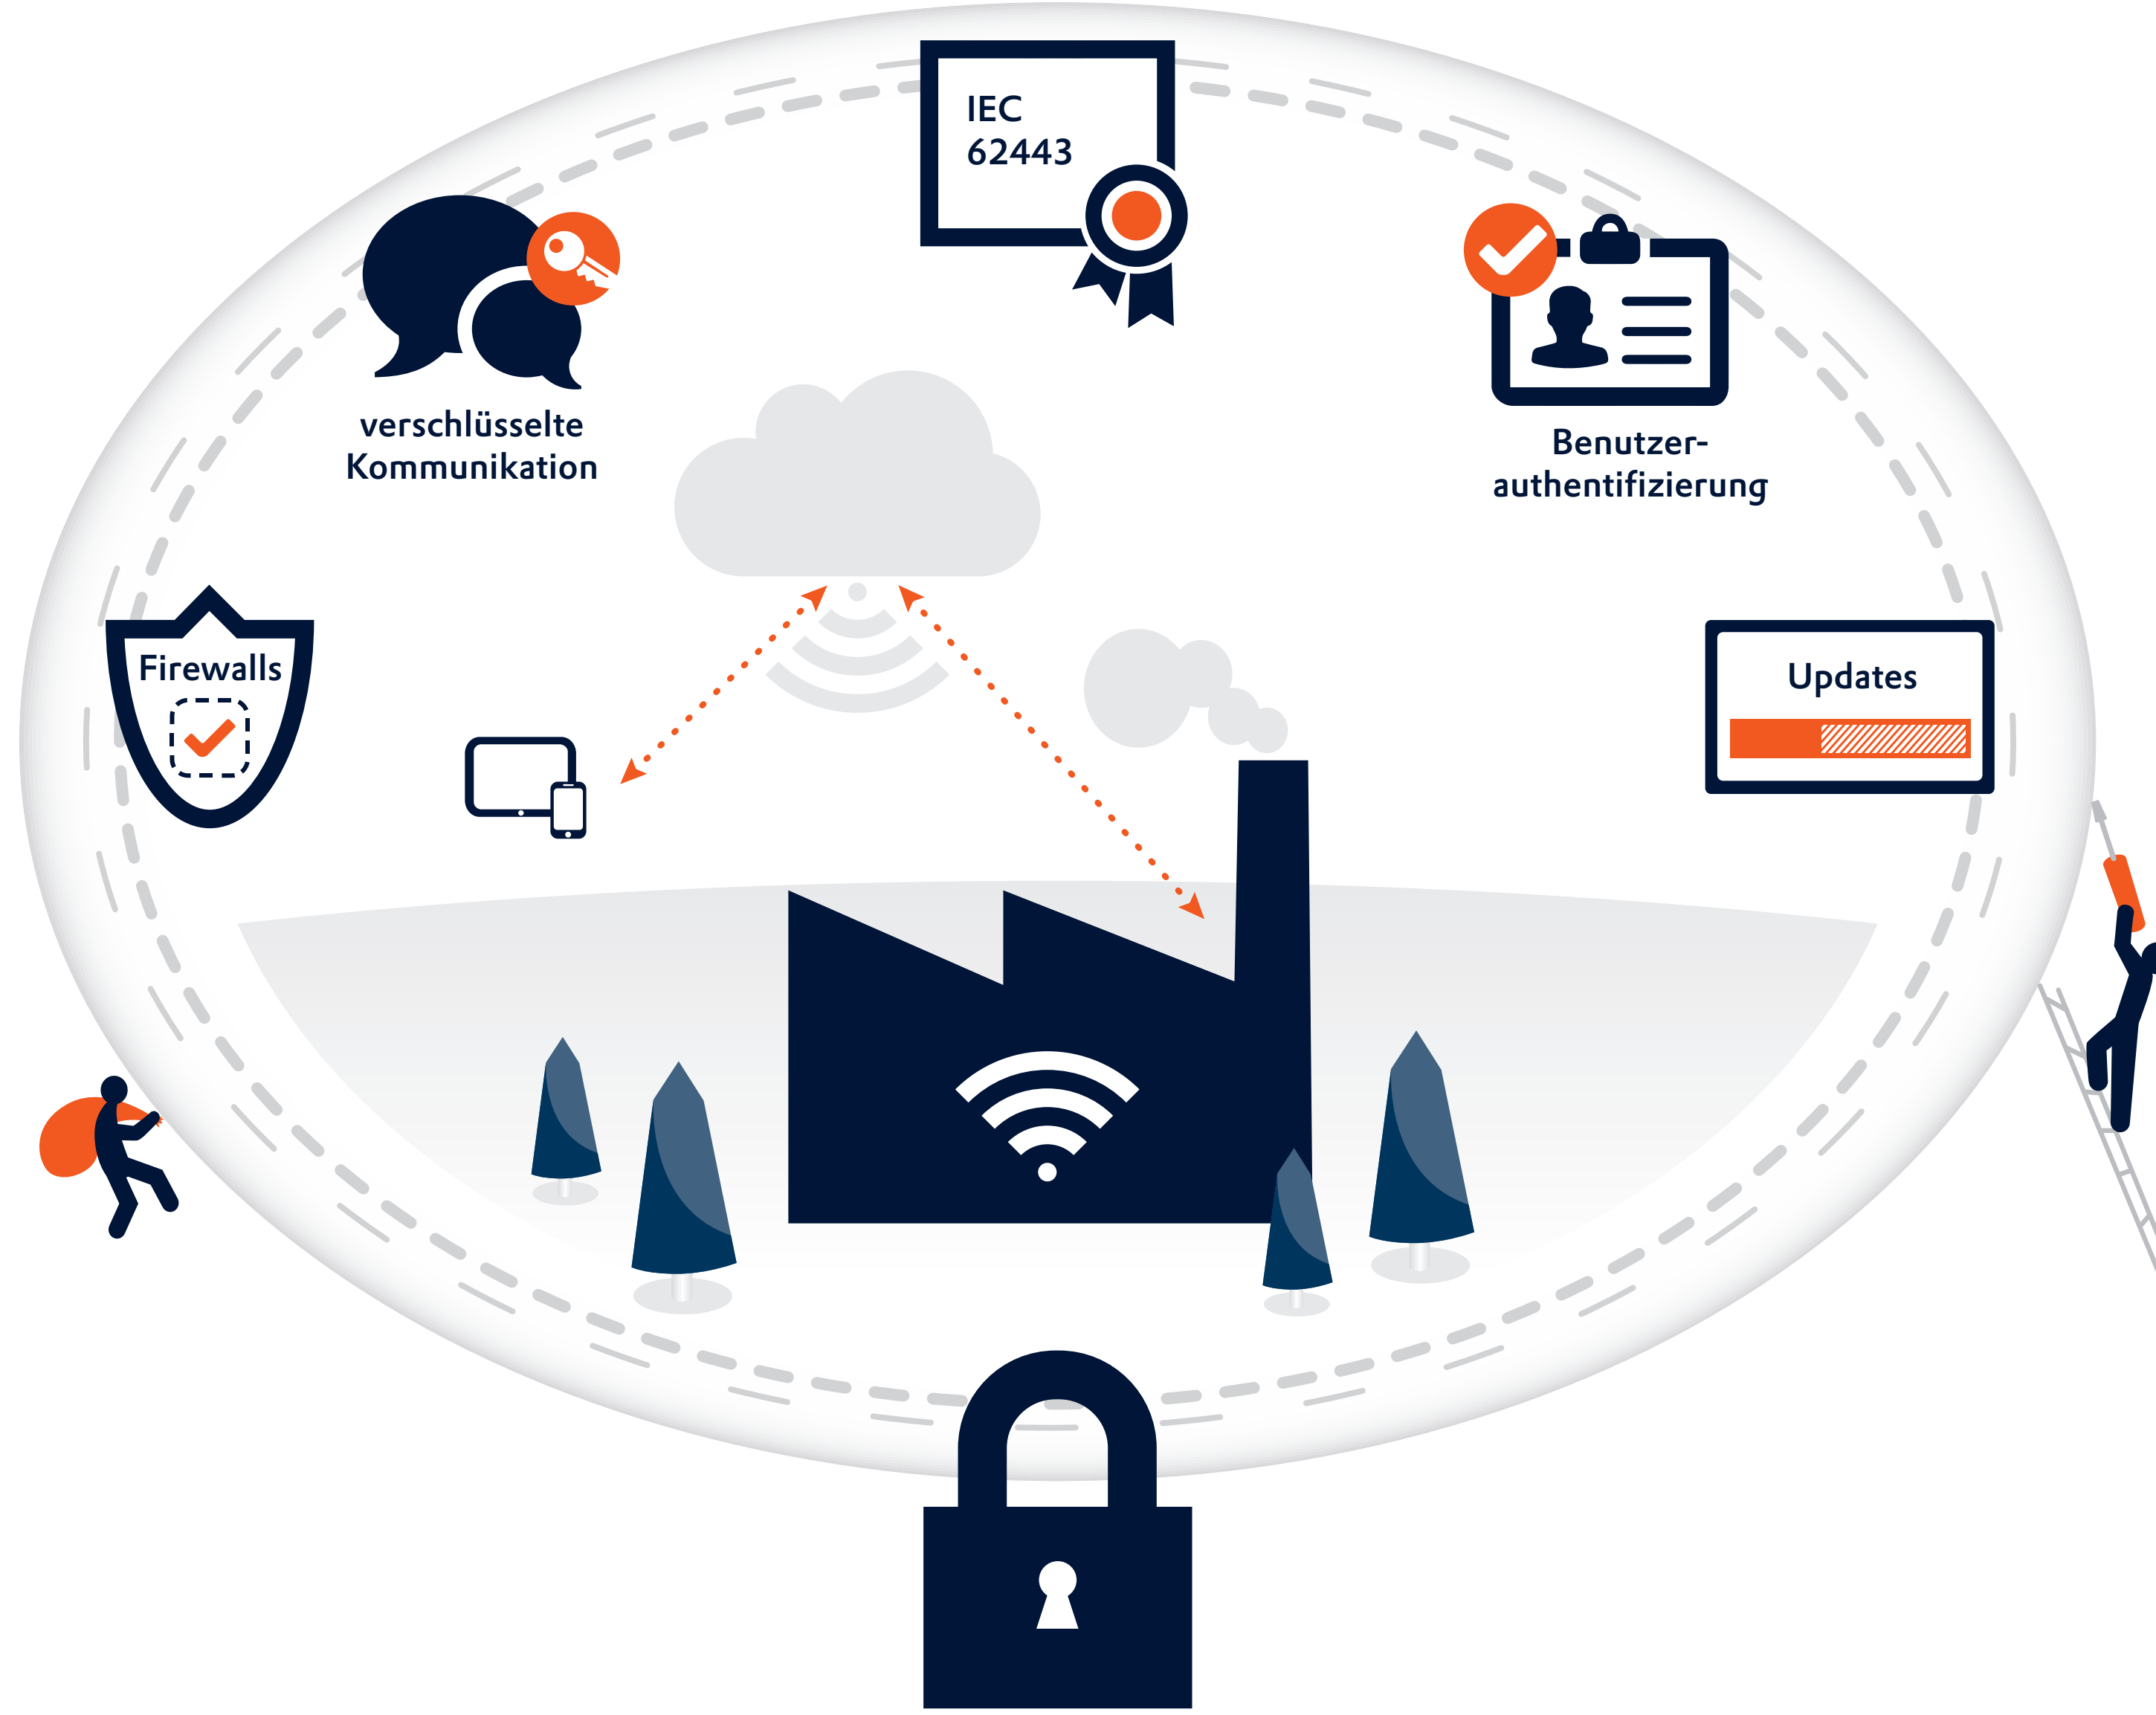 IEC
62443
verschlüsselte
Kommunikation
Benutzer-
authentifizierung
Firewalls
Updates